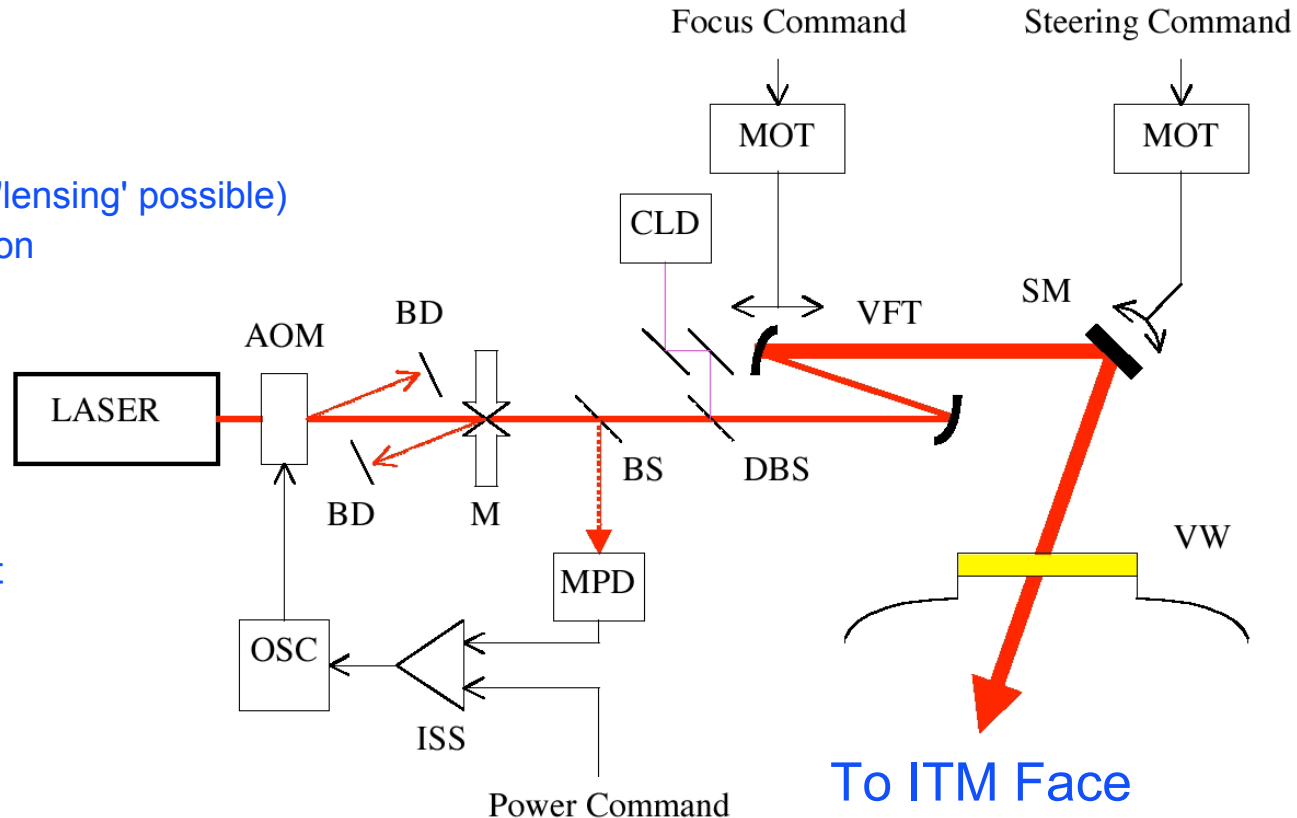 Focus Command
Steering Command
MOT
MOT
'lensing' possible)
on
CLD
BD
VFT
SM
AOM
LASER
BS
DBS
BD
M
VW
MPD
OSC
ISS
To ITM Face
Power Command